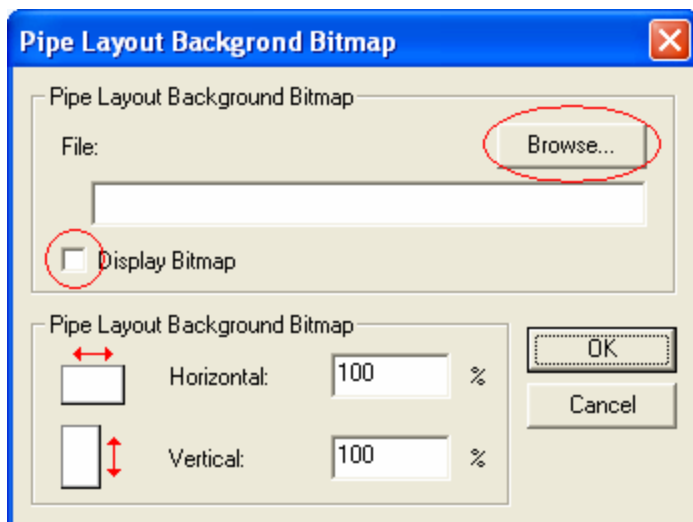 Pipe Layout Backgrond Bitmap
Pipe Layout Background Bitmap
File:
Browse...
Display Bitmap
Pipe Layout Background Bitmap
Horizontal: 100 %
Vertical: 100 %
OK
Cancel